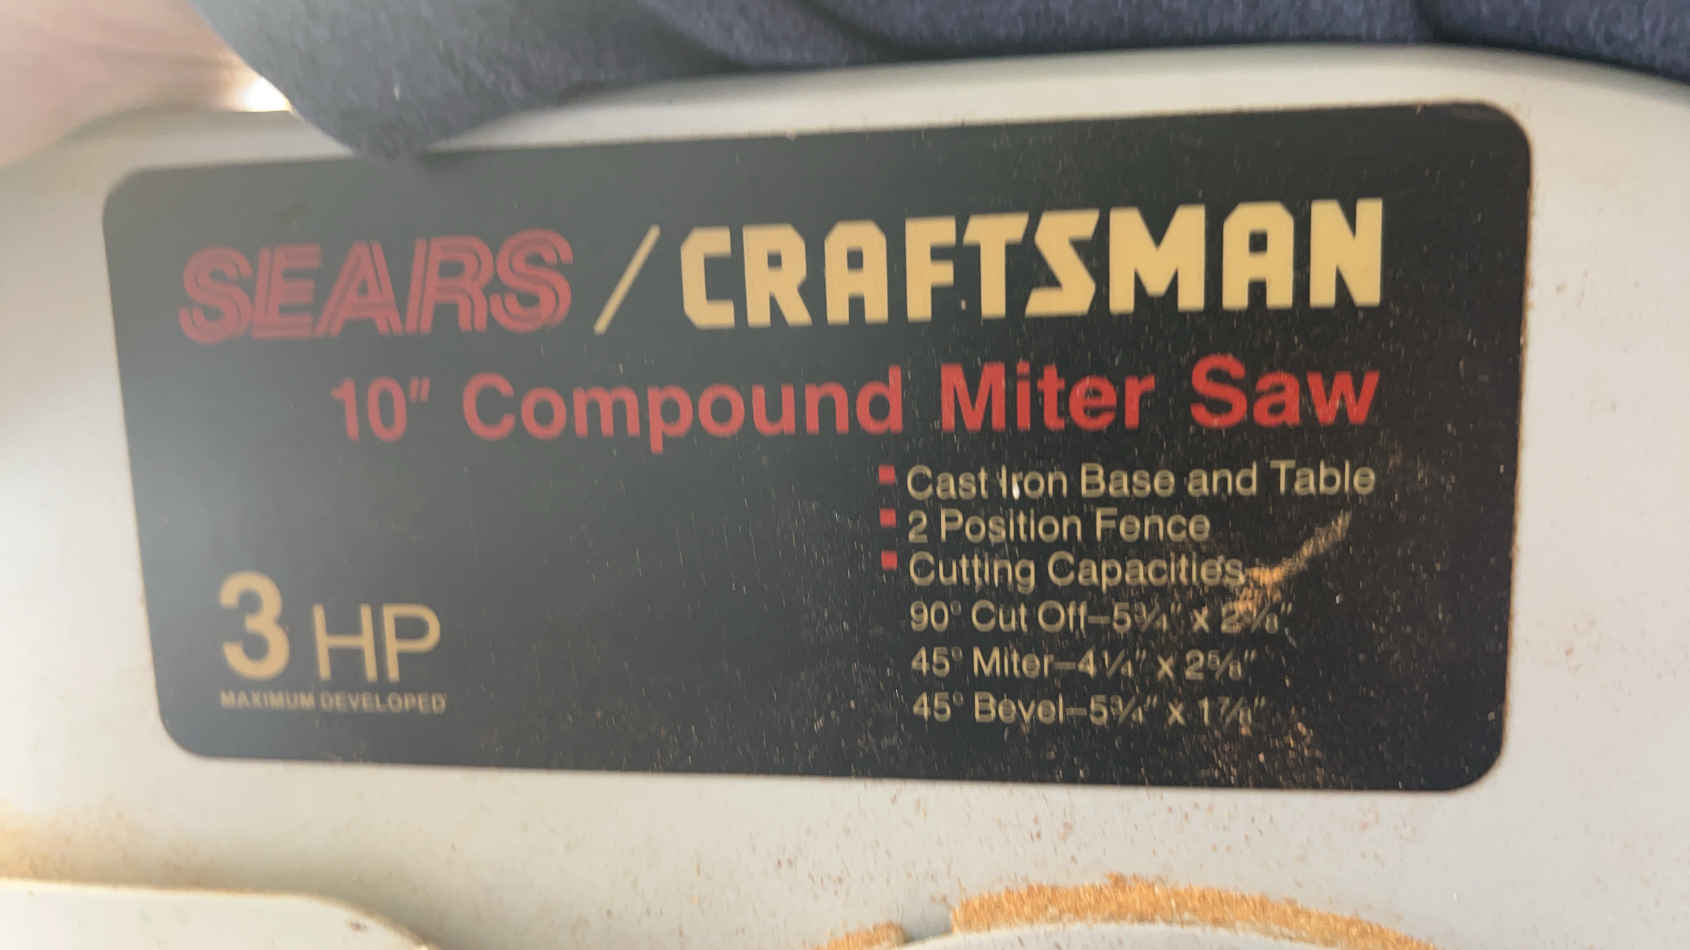 SEARS / CRAFTSMAN
10" Compound Miter Saw
Cast Iron Base and Table
2 Position Fence
Cutting Capacities
90° Cut Off–5¾" x 2⅝"
45° Miter–4¼" x 2⅝"
45° Bevel–5¾" x 1⅞"
3 HP
MAXIMUM DEVELOPED